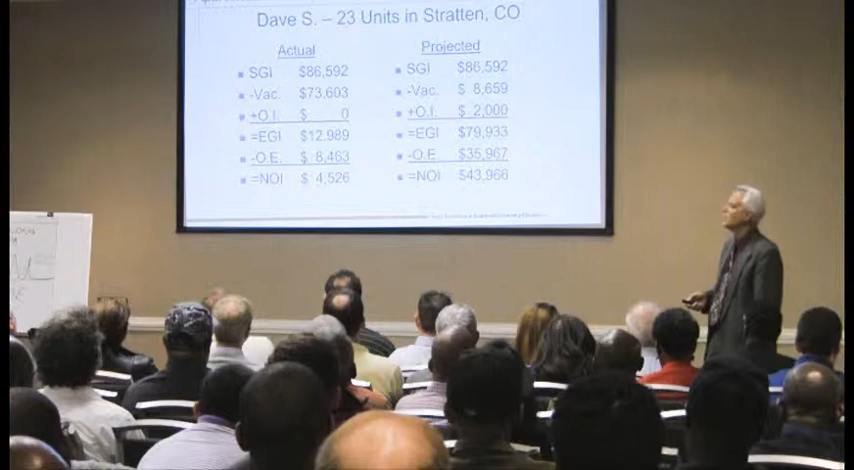 Dave S. – 23 Units in Stratten, CO
Actual Projected
SGI $86,592 SGI $86,592
-Vac. $73,603 -Vac. $ 8,659
+O.I. $ 0 +O.I. $ 2,000
=EGI $12,989 =EGI $79,933
-O.E. $ 8,463 -O.E. $35,967
=NOI $ 4,526 =NOI $43,966